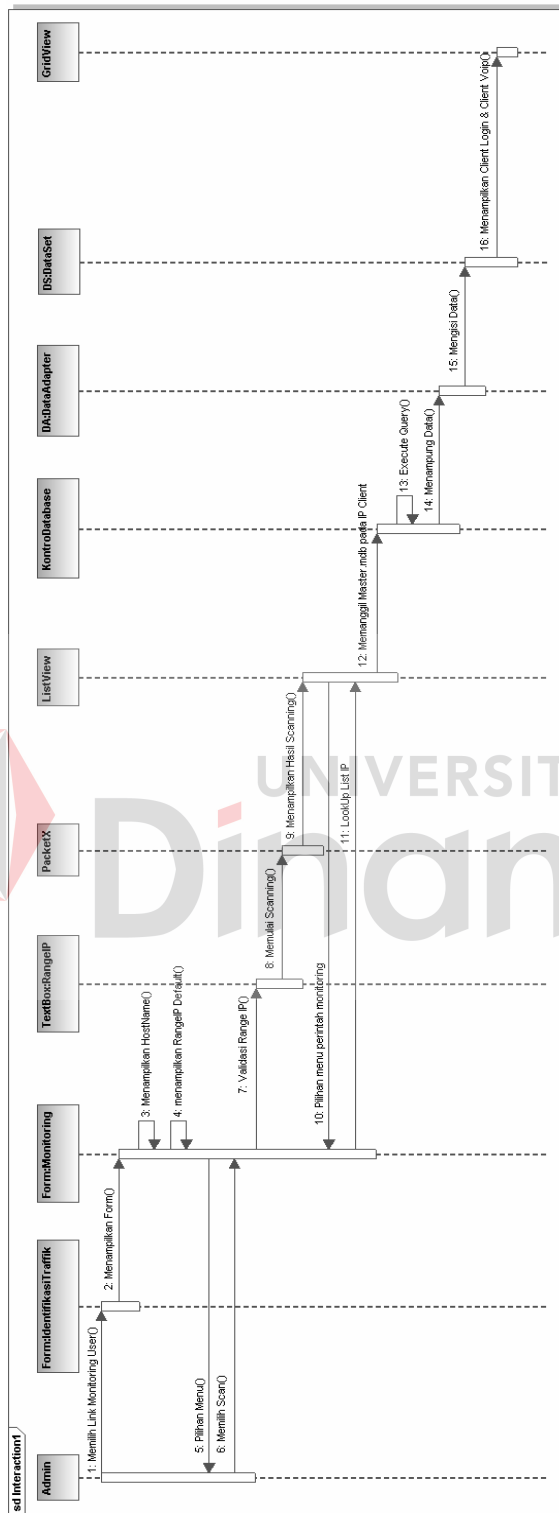 sd Interaction1
Admin
Form:IdentifikasiTraffik
Form:Monitoring
TextBox:RangeIP
PacketX
ListView
KontroDatabase
DA:DataAdapter
DS:DataSet
GridView
1: Memilih Link Monitoring User()
2: Menampilkan Form()
3: Menampilkan HostName()
4: menampilkan RangeIP Default()
5: Pilihan Menu()
6: Memilih Scan()
7: Validasi Range IP()
8: Memulai Scanning()
9: Menampilkan Hasil Scanning()
10: Pilihan menu perintah monitoring
11: LookUp List IP
12: Memanggil Master.mdb pada IP Client
13: Execute Query()
14: Menampung Data()
15: Mengisi Data()
16: Menampilkan Client Login & Client Voip()
UNIVERSIT
Dinam